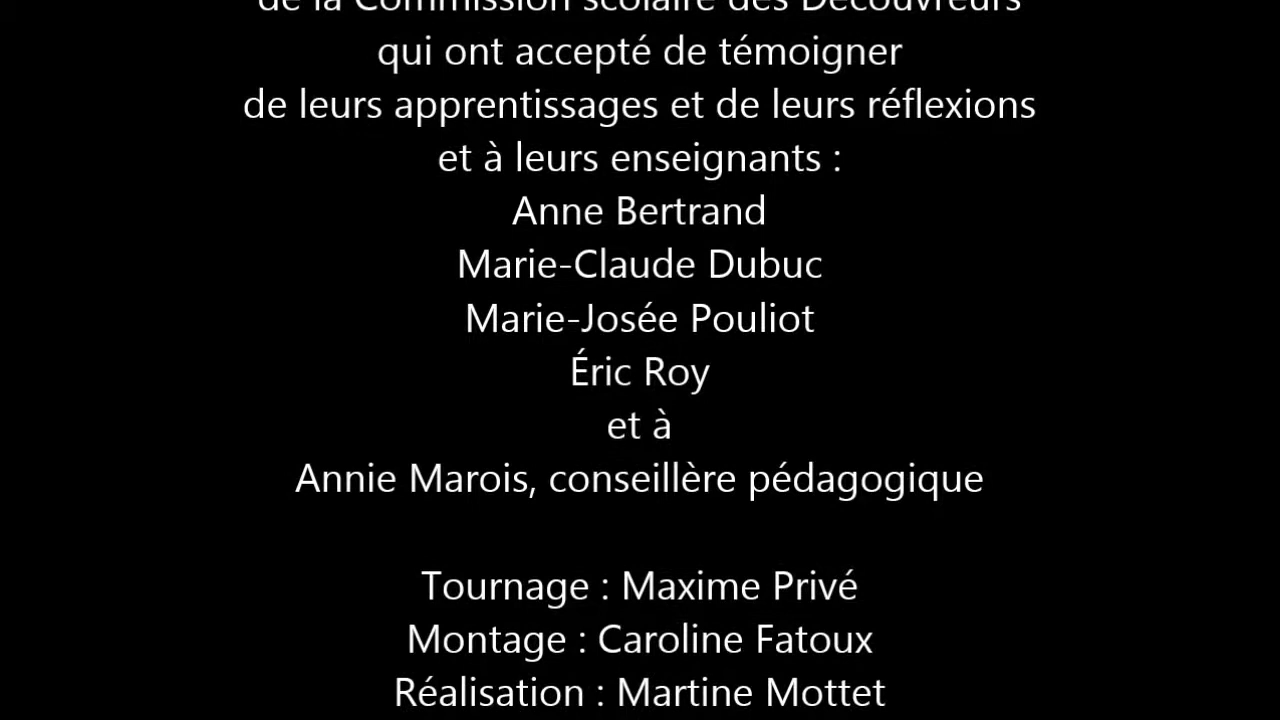 de la Commission scolaire des Découvreurs
qui ont accepté de témoigner
de leurs apprentissages et de leurs réflexions
et à leurs enseignants :
Anne Bertrand
Marie-Claude Dubuc
Marie-Josée Pouliot
Éric Roy
et à
Annie Marois, conseillère pédagogique
Tournage : Maxime Privé
Montage : Caroline Fatoux
Réalisation : Martine Mottet